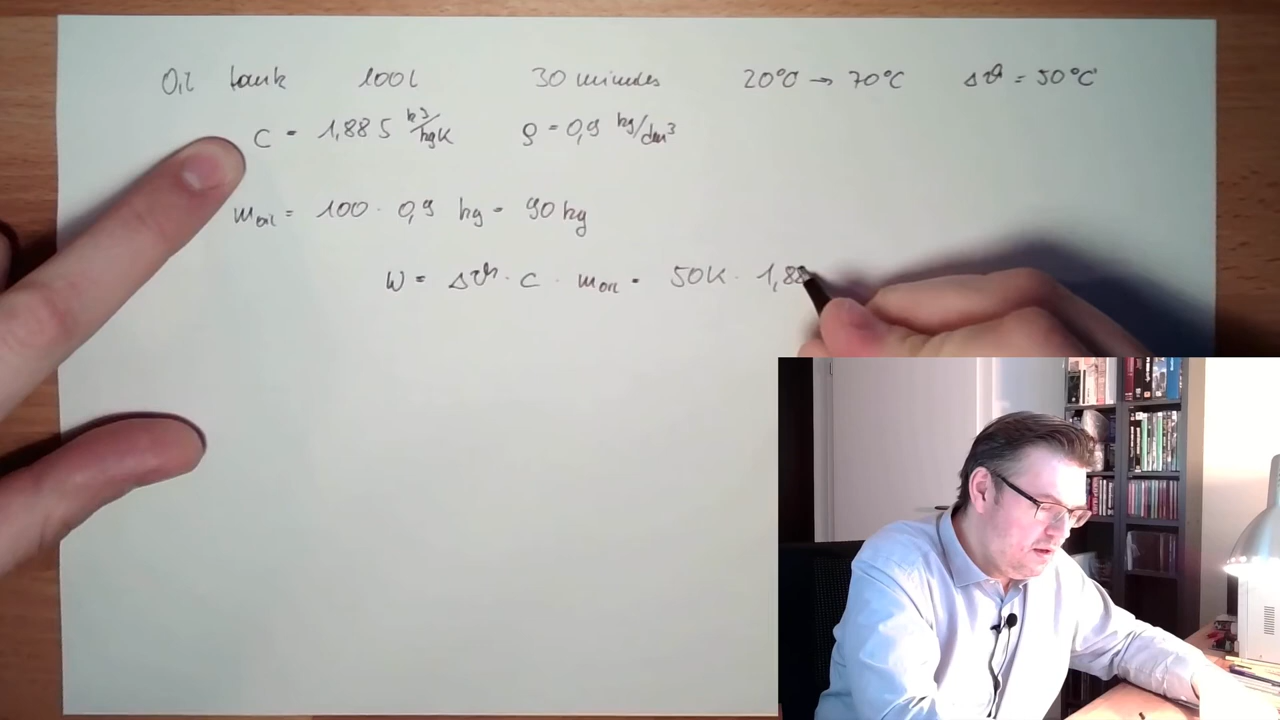 Oil tank 100l 30 minutes 20°C → 70°C Δϑ = 50°C
C = 1,885 kJ/kgK ρ = 0,9 kg/dm³
m_oil = 100 · 0,9 kg = 90 kg
W = Δϑ · C · m_oil = 50K · 1,88